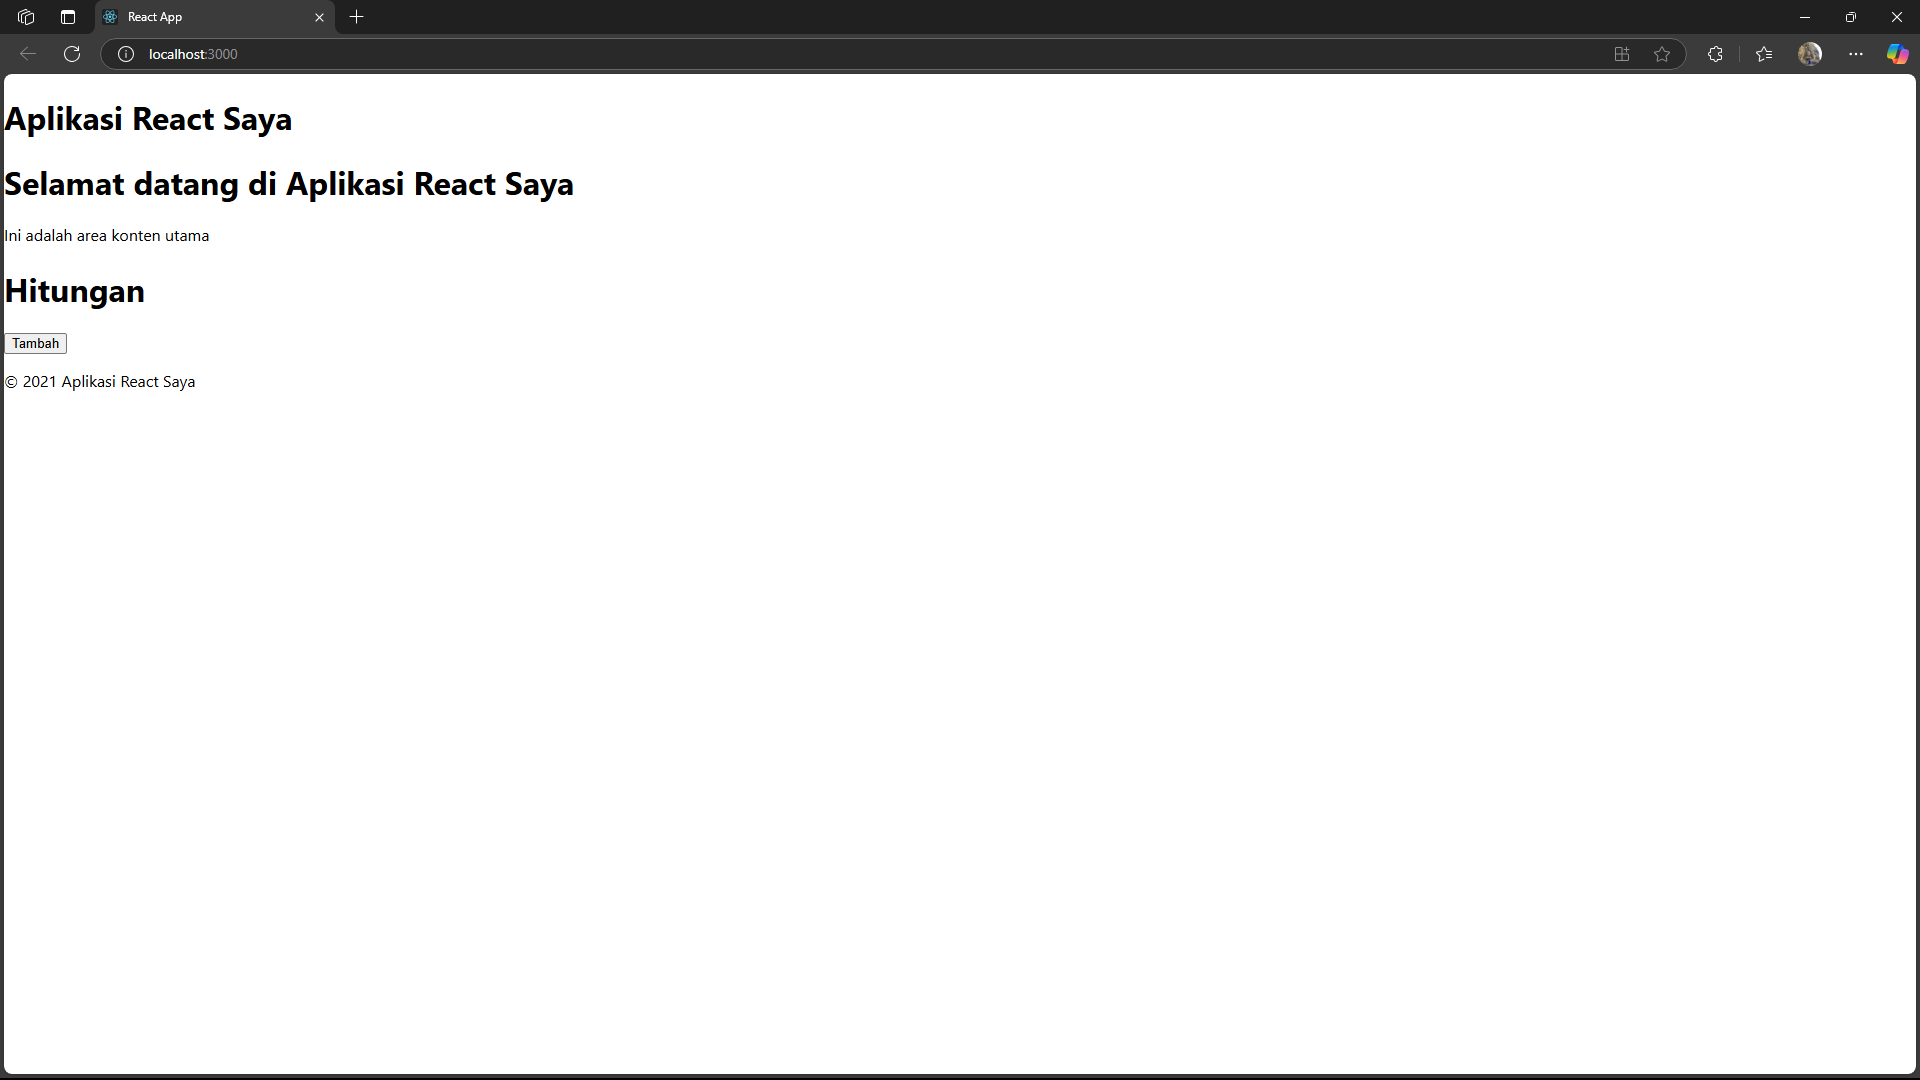 React App
localhost:3000
Aplikasi React Saya
Selamat datang di Aplikasi React Saya
Ini adalah area konten utama
Hitungan
Tambah
© 2021 Aplikasi React Saya